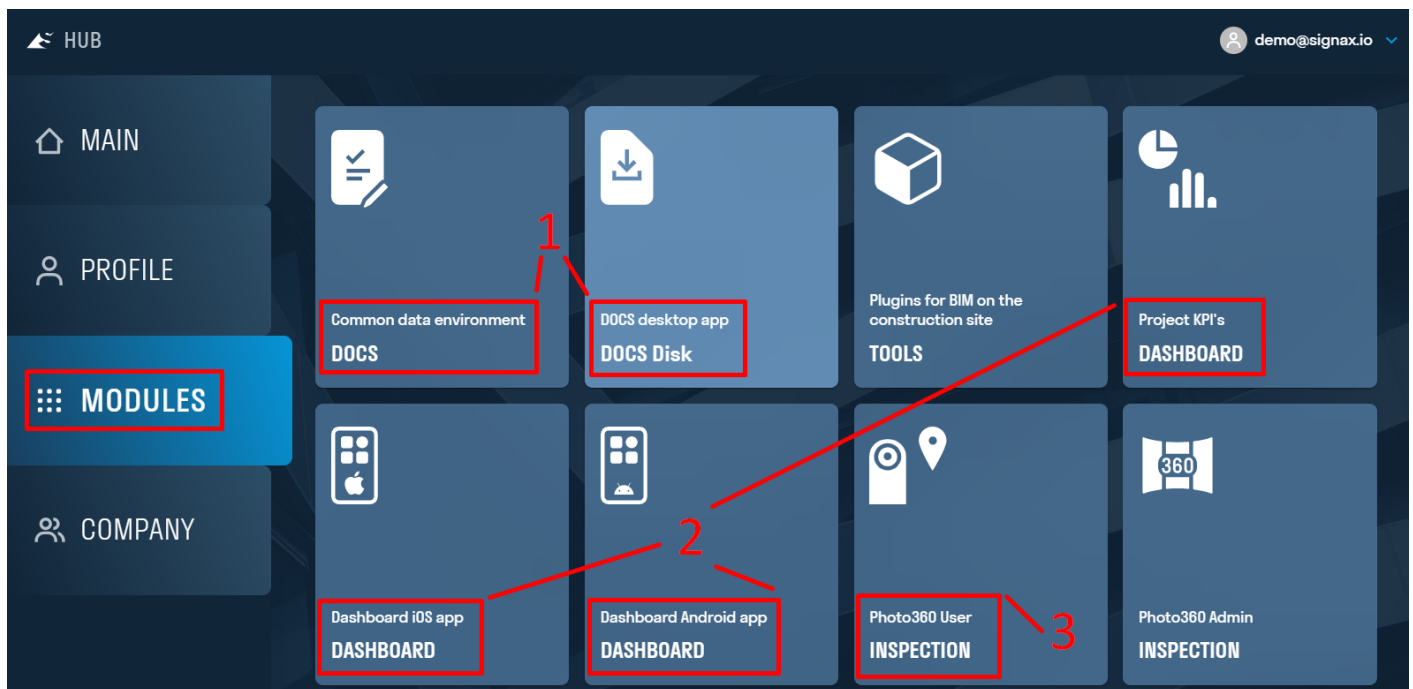 HUB
demo@signax.io
MAIN
PROFILE
MODULES
COMPANY
1
Common data environment
DOCS
DOCS desktop app
DOCS Disk
Plugins for BIM on the
construction site
TOOLS
Project KPI's
DASHBOARD
2
Dashboard iOS app
DASHBOARD
Dashboard Android app
DASHBOARD
Photo360 User
INSPECTION
3
360
Photo360 Admin
INSPECTION